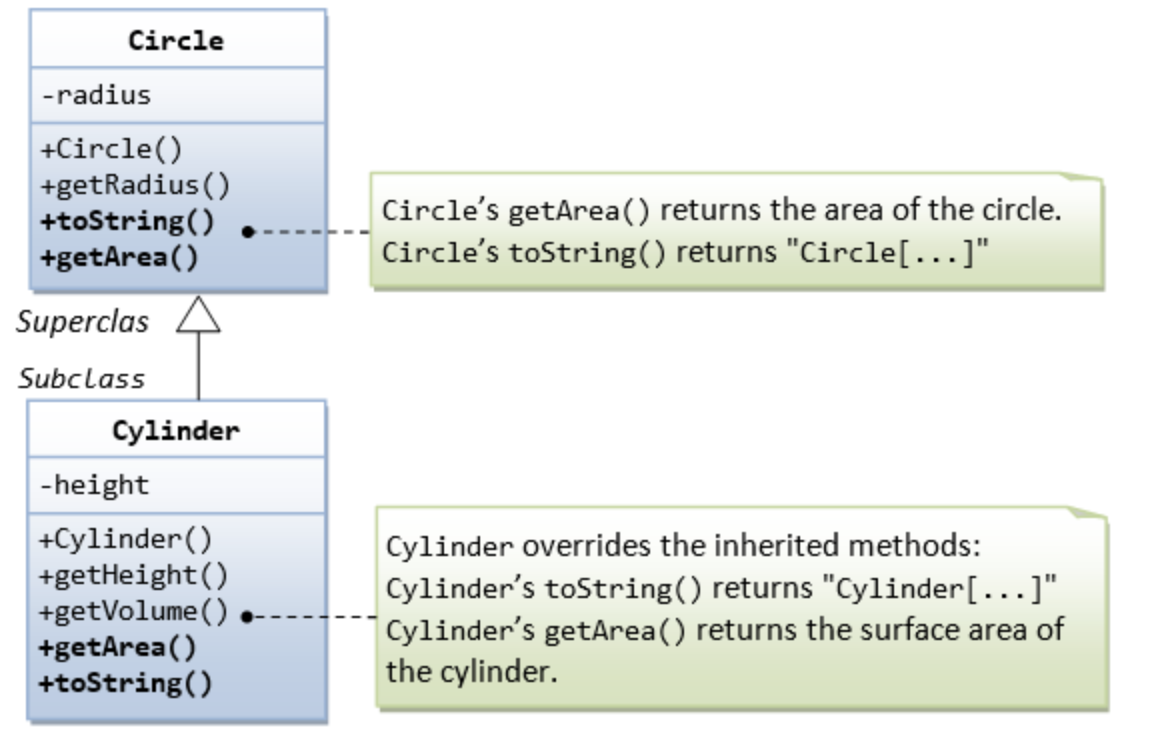 Circle
-radius
+Circle()
+getRadius()
+toString()
+getArea()
Circle's getArea() returns the area of the circle.
Circle's toString() returns "Circle[...]"
Superclas
Subclass
Cylinder
-height
+Cylinder()
+getHeight()
+getVolume()
+getArea()
+toString()
Cylinder overrides the inherited methods:
Cylinder's toString() returns "Cylinder[...]"
Cylinder's getArea() returns the surface area of
the cylinder.